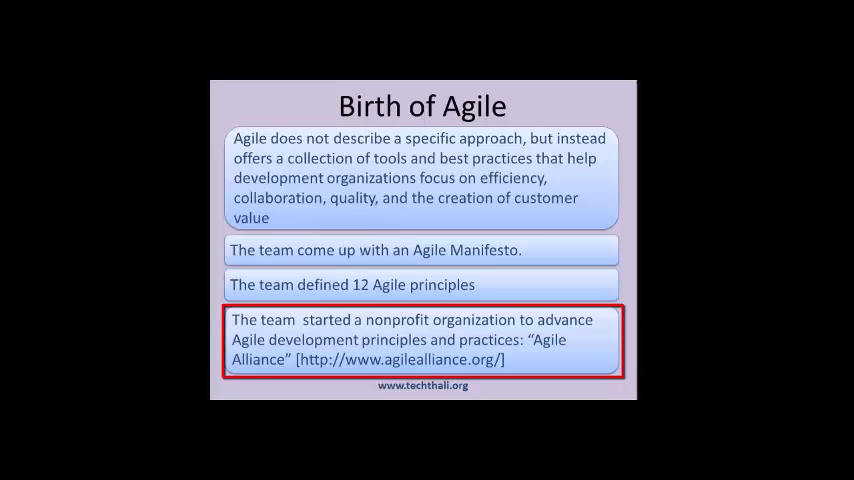 Birth of Agile
Agile does not describe a specific approach, but instead
offers a collection of tools and best practices that help
development organizations focus on efficiency,
collaboration, quality, and the creation of customer
value
The team come up with an Agile Manifesto.
The team defined 12 Agile principles
The team  started a nonprofit organization to advance
Agile development principles and practices: “Agile
Alliance” [http://www.agilealliance.org/]
www.techthali.org